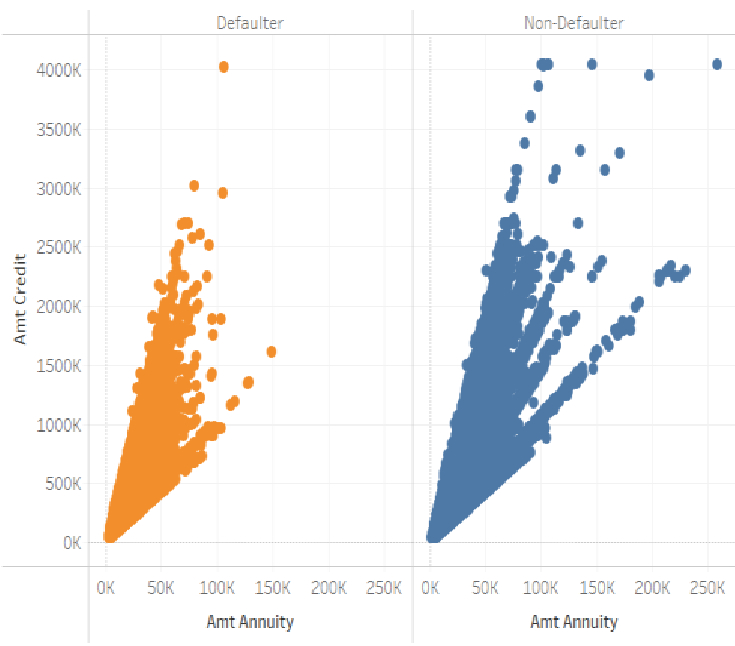 Defaulter Non-Defaulter
4000K
3500K
3000K
2500K
2000K
1500K
1000K
500K
0K
Amt Credit
0K 50K 100K 150K 200K 250K 0K 50K 100K 150K 200K 250K
Amt Annuity Amt Annuity